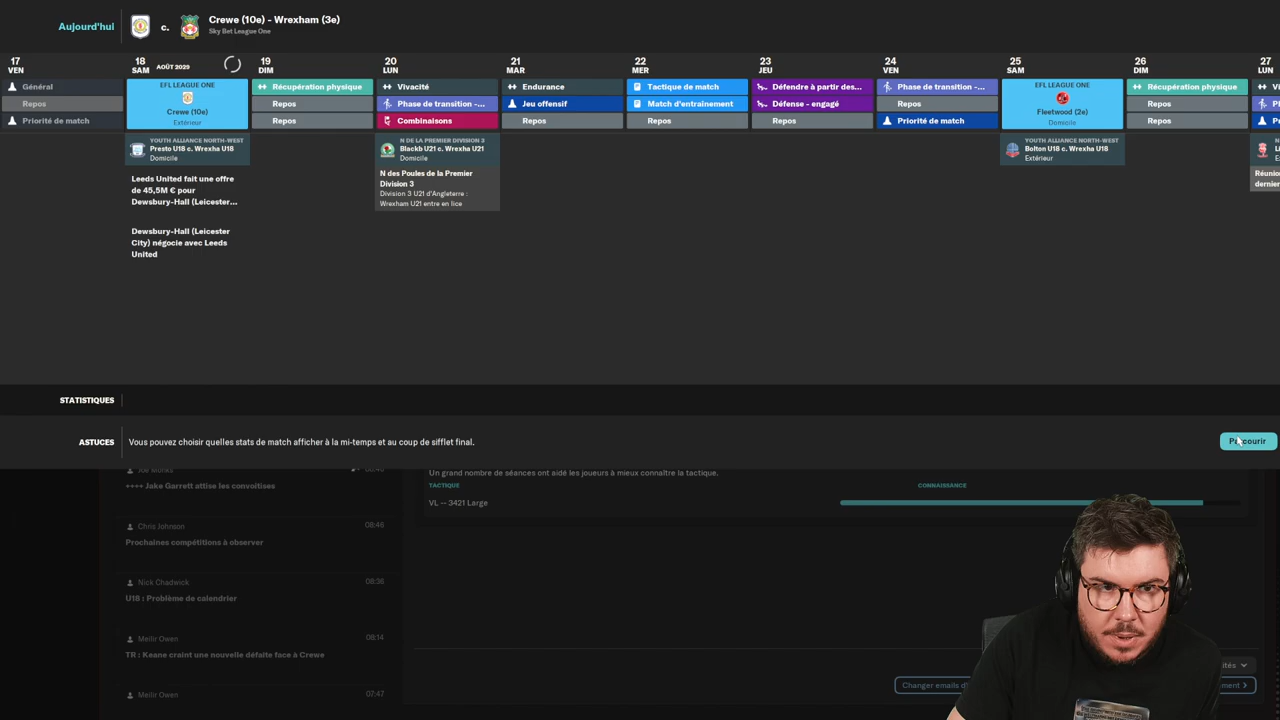 Aujourd'hui
c.
Crewe (10e) - Wrexham (3e)
Sky Bet League One
17
VEN
Général
Repos
Priorité de match
18
SAM
AOÛT 2029
EFL LEAGUE ONE
Crewe (10e)
Extérieur
YOUTH ALLIANCE NORTH-WEST
Presto U18 c. Wrexha U18
Domicile
Leeds United fait une offre
de 45,5M € pour
Dewsbury-Hall (Leicester...
Dewsbury-Hall (Leicester
City) négocie avec Leeds
United
19
DIM
Récupération physique
Repos
Repos
20
LUN
Vivacité
Phase de transition -...
Combinaisons
N DE LA PREMIER DIVISION 3
Blackb U21 c. Wrexha U21
Domicile
N des Poules de la Premier
Division 3
Division 3 U21 d'Angleterre :
Wrexham U21 entre en lice
21
MAR
Endurance
Jeu offensif
Repos
22
MER
Tactique de match
Match d'entrainement
Repos
23
JEU
Défendre à partir des...
Défense - engagé
Repos
24
VEN
Phase de transition -...
Repos
Priorité de match
25
SAM
EFL LEAGUE ONE
Fleetwood (2e)
Domicile
YOUTH ALLIANCE NORTH-WEST
Bolton U18 c. Wrexha U18
Extérieur
26
DIM
Récupération physique
Repos
Repos
27
LUN
Réunio
dernier
STATISTIQUES
ASTUCES
Vous pouvez choisir quelles stats de match afficher à la mi-temps et au coup de sifflet final.
Parcourir
Joe Monks
++++ Jake Garrett attise les convoitises
Chris Johnson
08:46
Prochaines compétitions à observer
Nick Chadwick
08:36
U18 : Problème de calendrier
Meilir Owen
08:14
TR : Keane craint une nouvelle défaite face à Crewe
Meilir Owen
07:47
Un grand nombre de séances ont aidé les joueurs à mieux connaître la tactique.
TACTIQUE
CONNAISSANCE
VL -- 3421 Large
Changer emails d'